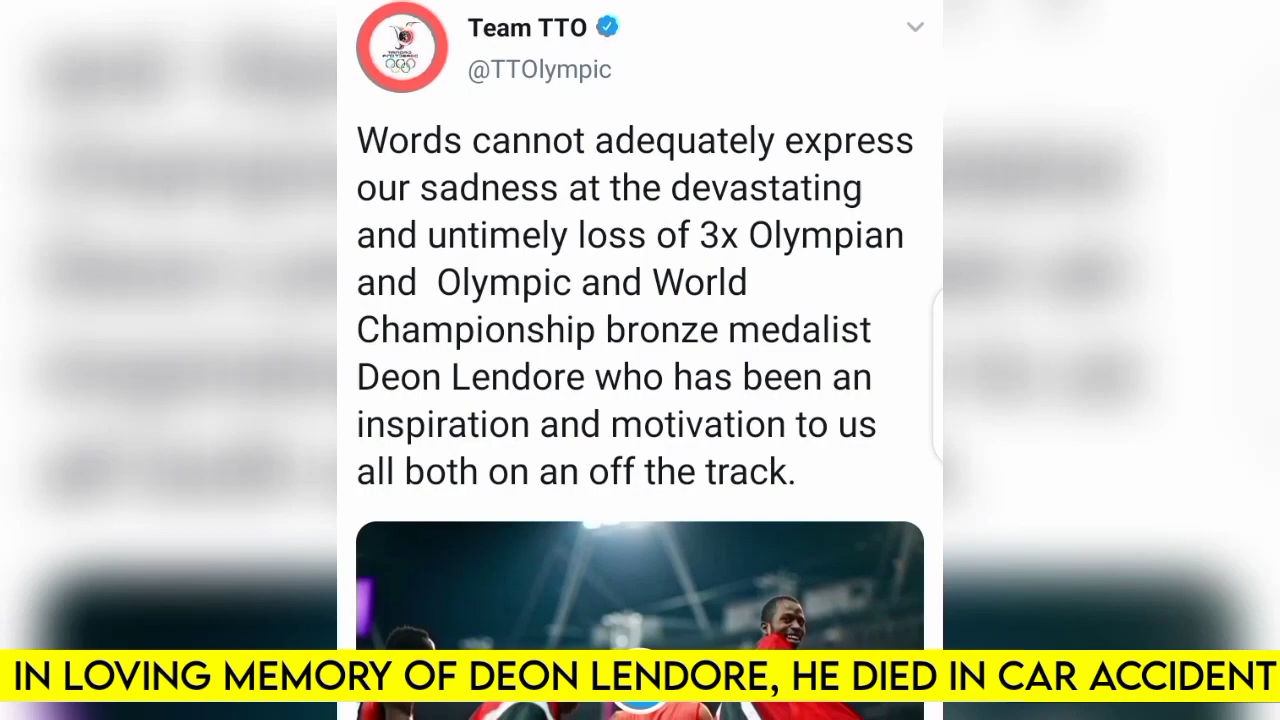 Team TTO
@TTOlympic
Words cannot adequately express
our sadness at the devastating
and untimely loss of 3x Olympian
and  Olympic and World
Championship bronze medalist
Deon Lendore who has been an
inspiration and motivation to us
all both on an off the track.
IN LOVING MEMORY OF DEON LENDORE, HE DIED IN CAR ACCIDENT